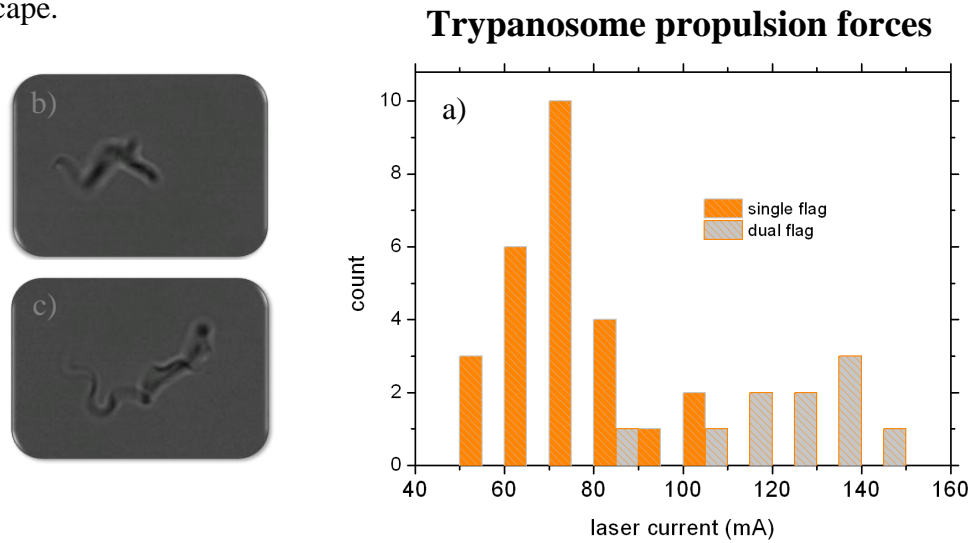 cape.
Trypanosome propulsion forces
b)
c)
a)
10
8
6
4
2
0
count
single flag
dual flag
40 60 80 100 120 140 160
laser current (mA)